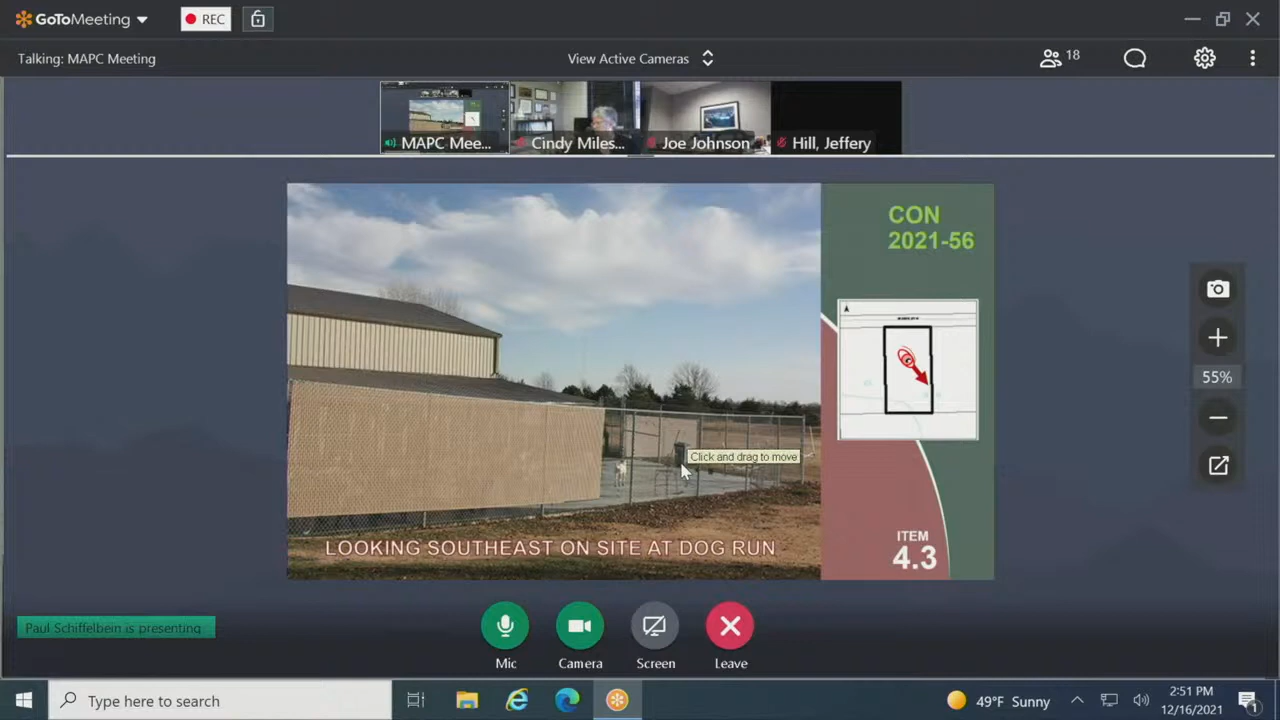 GoToMeeting
REC
Talking: MAPC Meeting
View Active Cameras
18
MAPC Mee...
Cindy Miles...
Joe Johnson
Hill, Jeffery
CON
2021-56
Click and drag to move
LOOKING SOUTHEAST ON SITE AT DOG RUN
ITEM
4.3
55%
Paul Schiffelbein is presenting
Mic
Camera
Screen
Leave
Type here to search
49°F Sunny
2:51 PM
12/16/2021
1